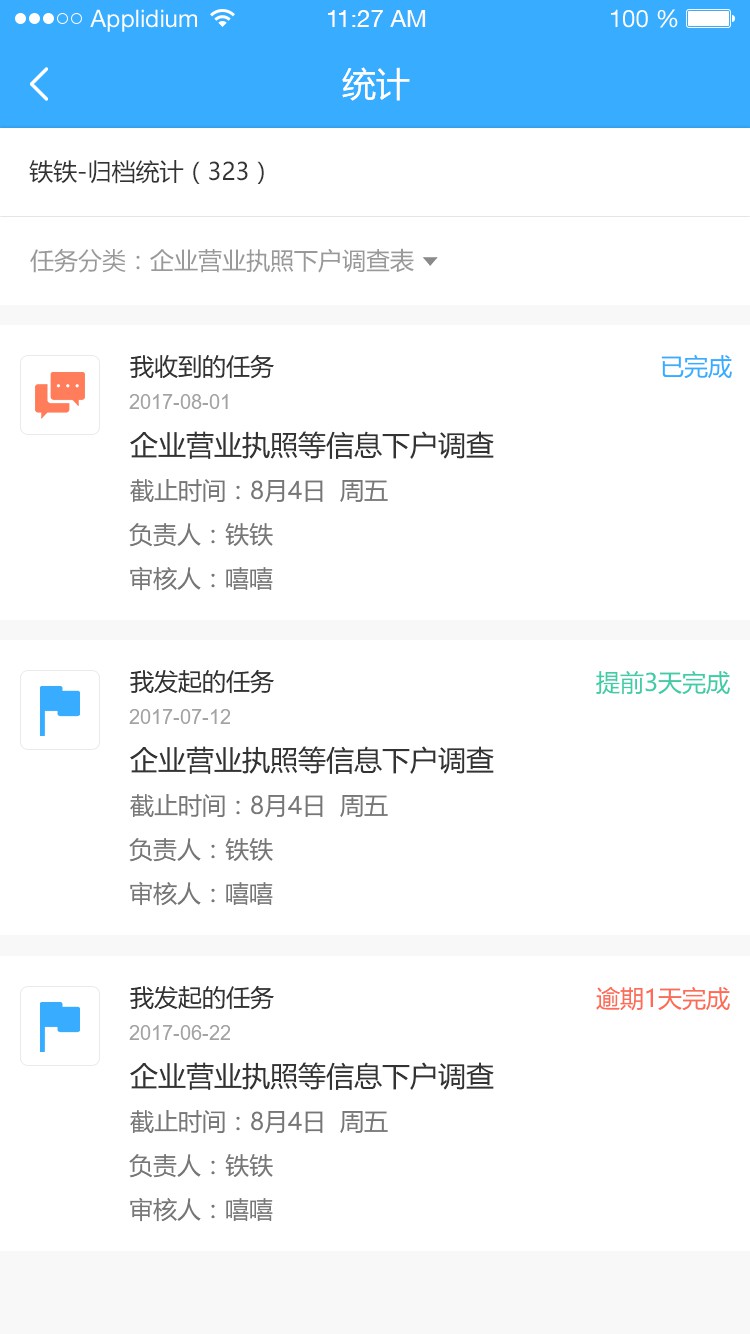 Applidium 11:27 AM 100 %
统计
铁铁-归档统计（323）
任务分类：企业营业执照下户调查表
我收到的任务 已完成
2017-08-01
企业营业执照等信息下户调查
截止时间：8月4日 周五
负责人：铁铁
审核人：嘻嘻
我发起的任务 提前3天完成
2017-07-12
企业营业执照等信息下户调查
截止时间：8月4日 周五
负责人：铁铁
审核人：嘻嘻
我发起的任务 逾期1天完成
2017-06-22
企业营业执照等信息下户调查
截止时间：8月4日 周五
负责人：铁铁
审核人：嘻嘻